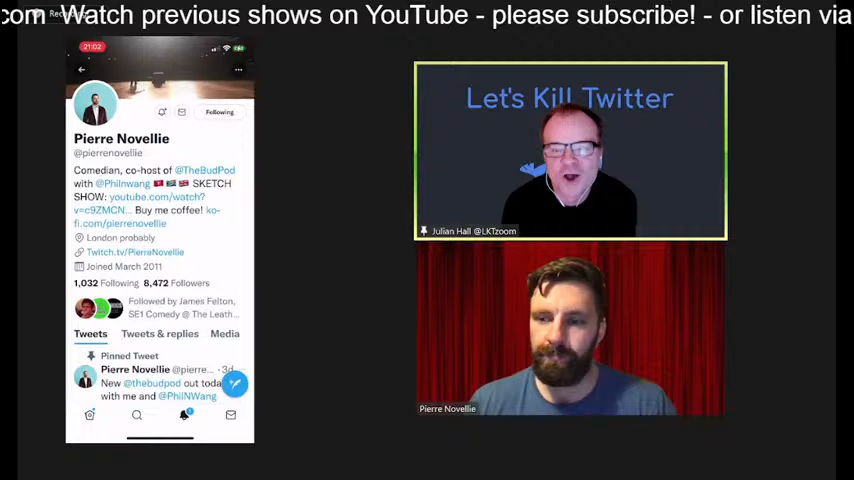 com Watch previous shows on YouTube - please subscribe! - or listen via
21:02
Following
Pierre Novellie
@pierrenovellie
Comedian, co-host of @TheBudPod
with @Philnwang 🇭🇰 🇿🇦 🇬🇧 SKETCH
SHOW: youtube.com/watch?
v=c9ZMCN... Buy me coffee! ko-
fi.com/pierrenovellie
London probably
Twitch.tv/PierreNovellie
Joined March 2011
1,032 Following 8,472 Followers
Followed by James Felton,
SE1 Comedy @ The Leath...
Tweets Tweets & replies Media
Pinned Tweet
Pierre Novellie @pierre... · 3d
New @thebudpod out toda
with me and @PhilNWang
Let's Kill Twitter
Julian Hall @LKTzoom
Pierre Novellie